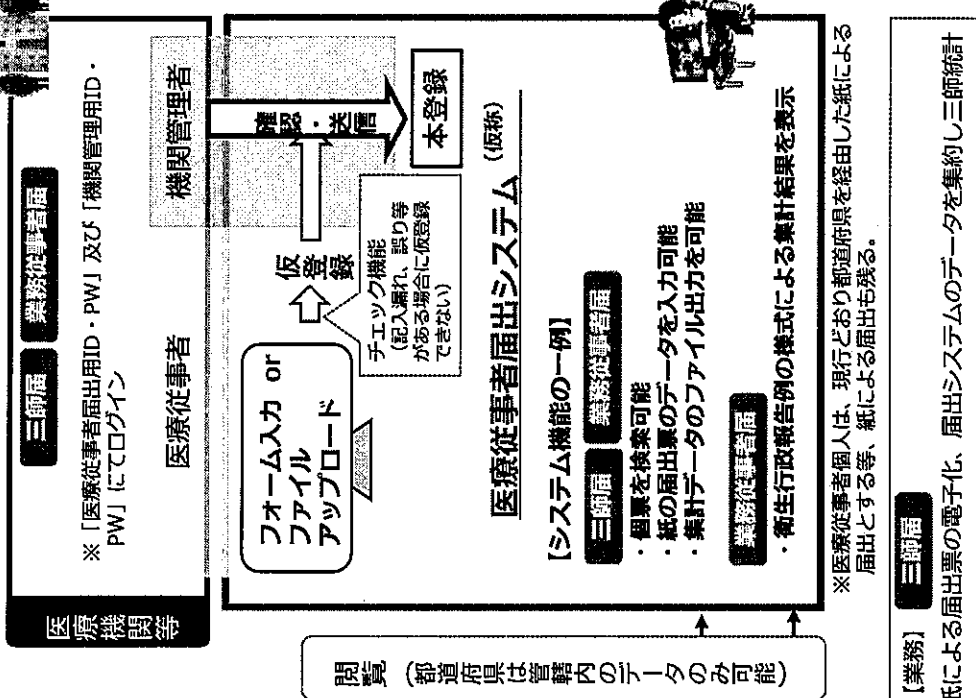 医療機関等
三師届 業務従事者届
※「医療従事者届出用ID・PW」及び「機関管理用ID・
PW」にてログイン
医療従事者
機関管理者
フォーム入力 or
ファイル
アップロード
仮登録
チェック機能
(記入漏れ、誤り等
がある場合に仮登録
できない)
確認・送信
本登録
医療従事者届出システム(仮称)
【システム機能の一例】
三師届 業務従事者届
・個票を検索可能
・紙の届出票のデータを入力可能
・集計データのファイル出力を可能
業務従事者届
・衛生行政報告例の様式による集計結果を表示
閲覧
(都道府県は管轄内のデータのみ可能)
※医療従事者個人は、現行どおり都道府県を経由した紙による
届出とする等、紙による届出も残る。
【業務】 三師届
紙による届出票の電子化、届出システムのデータを集約し三師統計